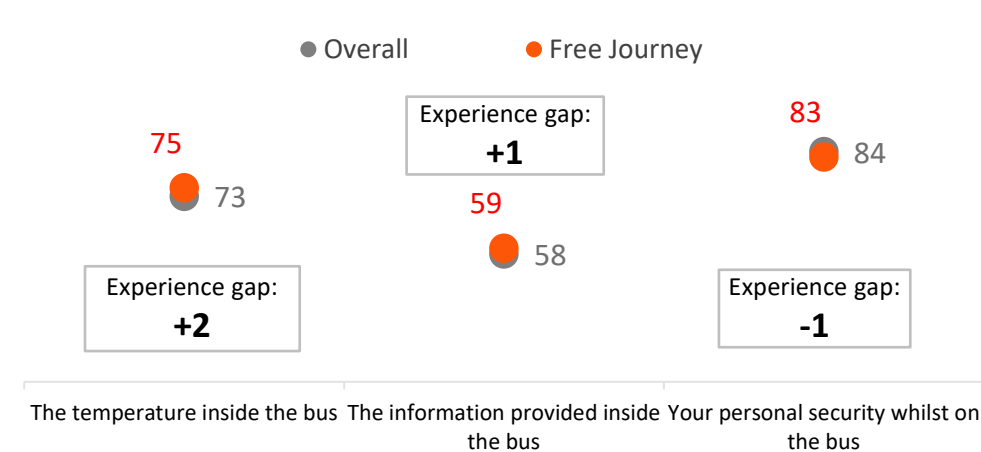 Overall
Free Journey
75
73
Experience gap:
+2
Experience gap:
+1
59
58
83
84
Experience gap:
-1
The temperature inside the bus
The information provided inside
the bus
Your personal security whilst on
the bus